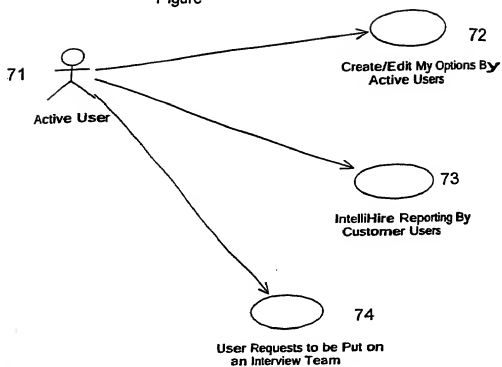 Figure
72
Create/Edit My Options By
Active Users
71
Active User
73
IntelliHire Reporting By
Customer Users
74
User Requests to be Put on
an Interview Team